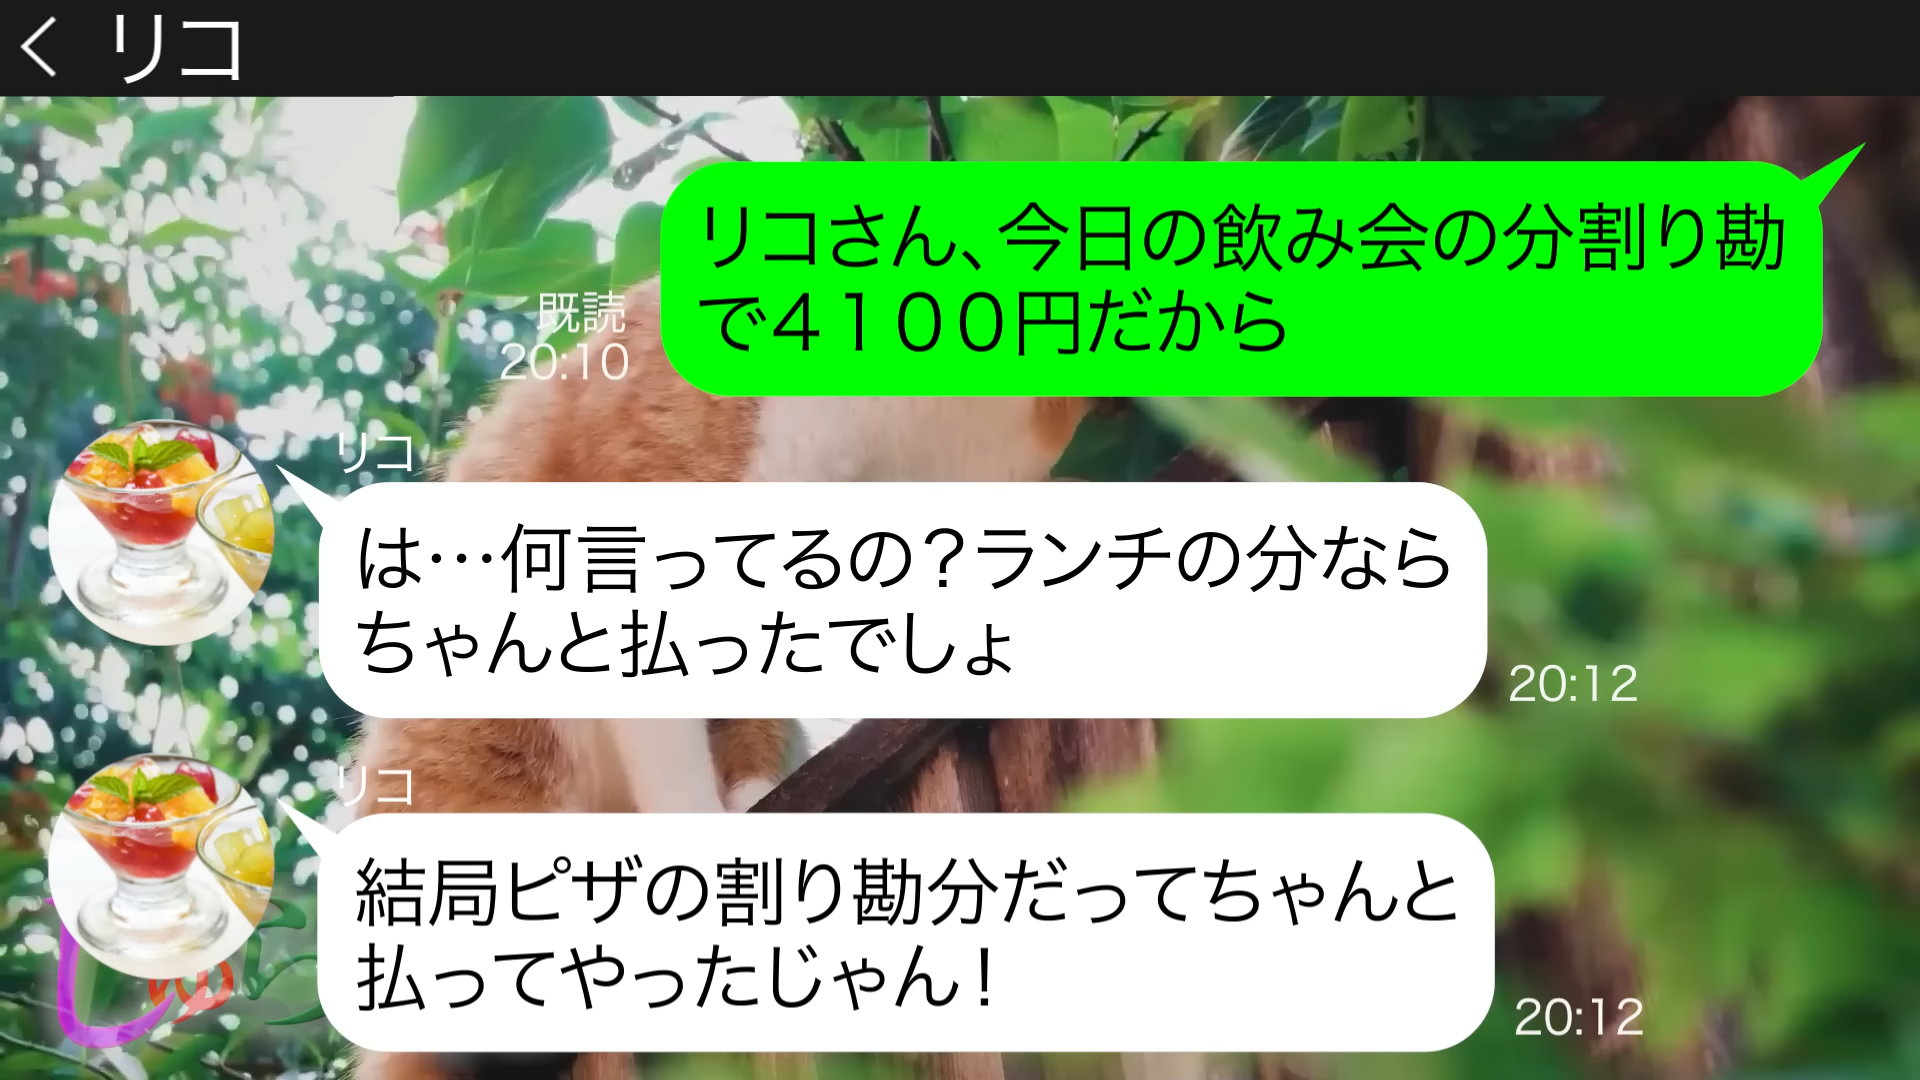 リコ
リコさん、今日の飲み会の分割り勘
で4100円だから
既読
20:10
リコ
は…何言ってるの？ランチの分なら
ちゃんと払ったでしょ
20:12
リコ
結局ピザの割り勘分だってちゃんと
払ってやったじゃん！
20:12